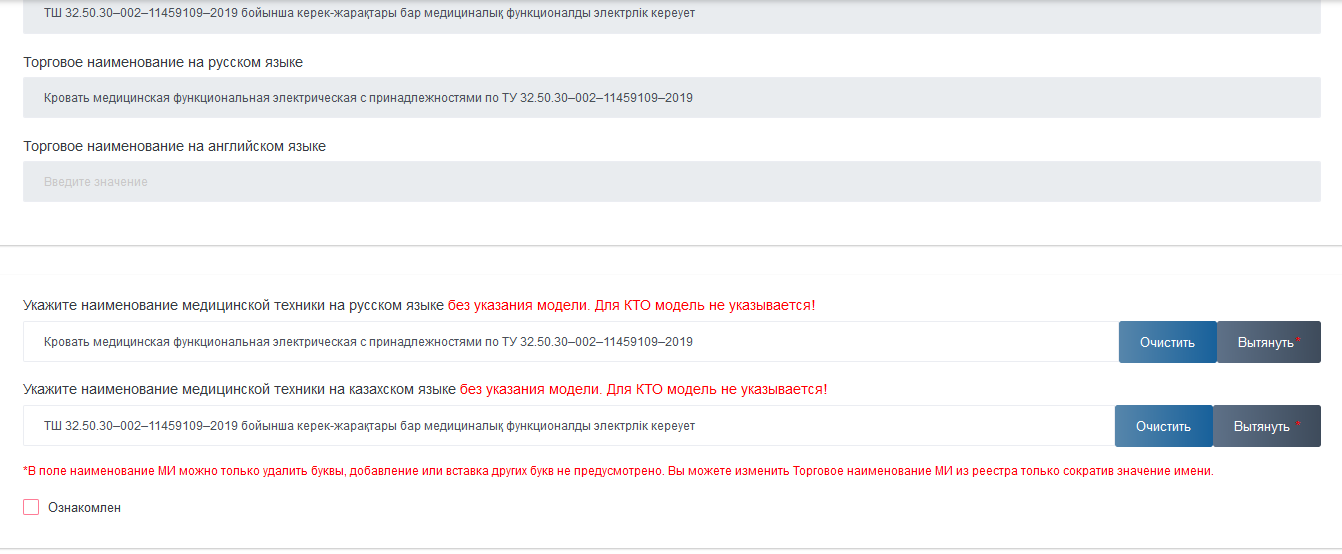 ТШ 32.50.30–002–11459109–2019 бойынша керек-жарақтары бар медициналық функционалды электрлік кереует
Торговое наименование на русском языке
Кровать медицинская функциональная электрическая с принадлежностями по ТУ 32.50.30–002–11459109–2019
Торговое наименование на английском языке
Введите значение
Укажите наименование медицинской техники на русском языке без указания модели. Для КТО модель не указывается!
Кровать медицинская функциональная электрическая с принадлежностями по ТУ 32.50.30–002–11459109–2019
Очистить
Вытянуть*
Укажите наименование медицинской техники на казахском языке без указания модели. Для КТО модель не указывается!
ТШ 32.50.30–002–11459109–2019 бойынша керек-жарақтары бар медициналық функционалды электрлік кереует
Очистить
Вытянуть *
*В поле наименование МИ можно только удалить буквы, добавление или вставка других букв не предусмотрено. Вы можете изменить Торговое наименование МИ из реестра только сократив значение имени.
Ознакомлен